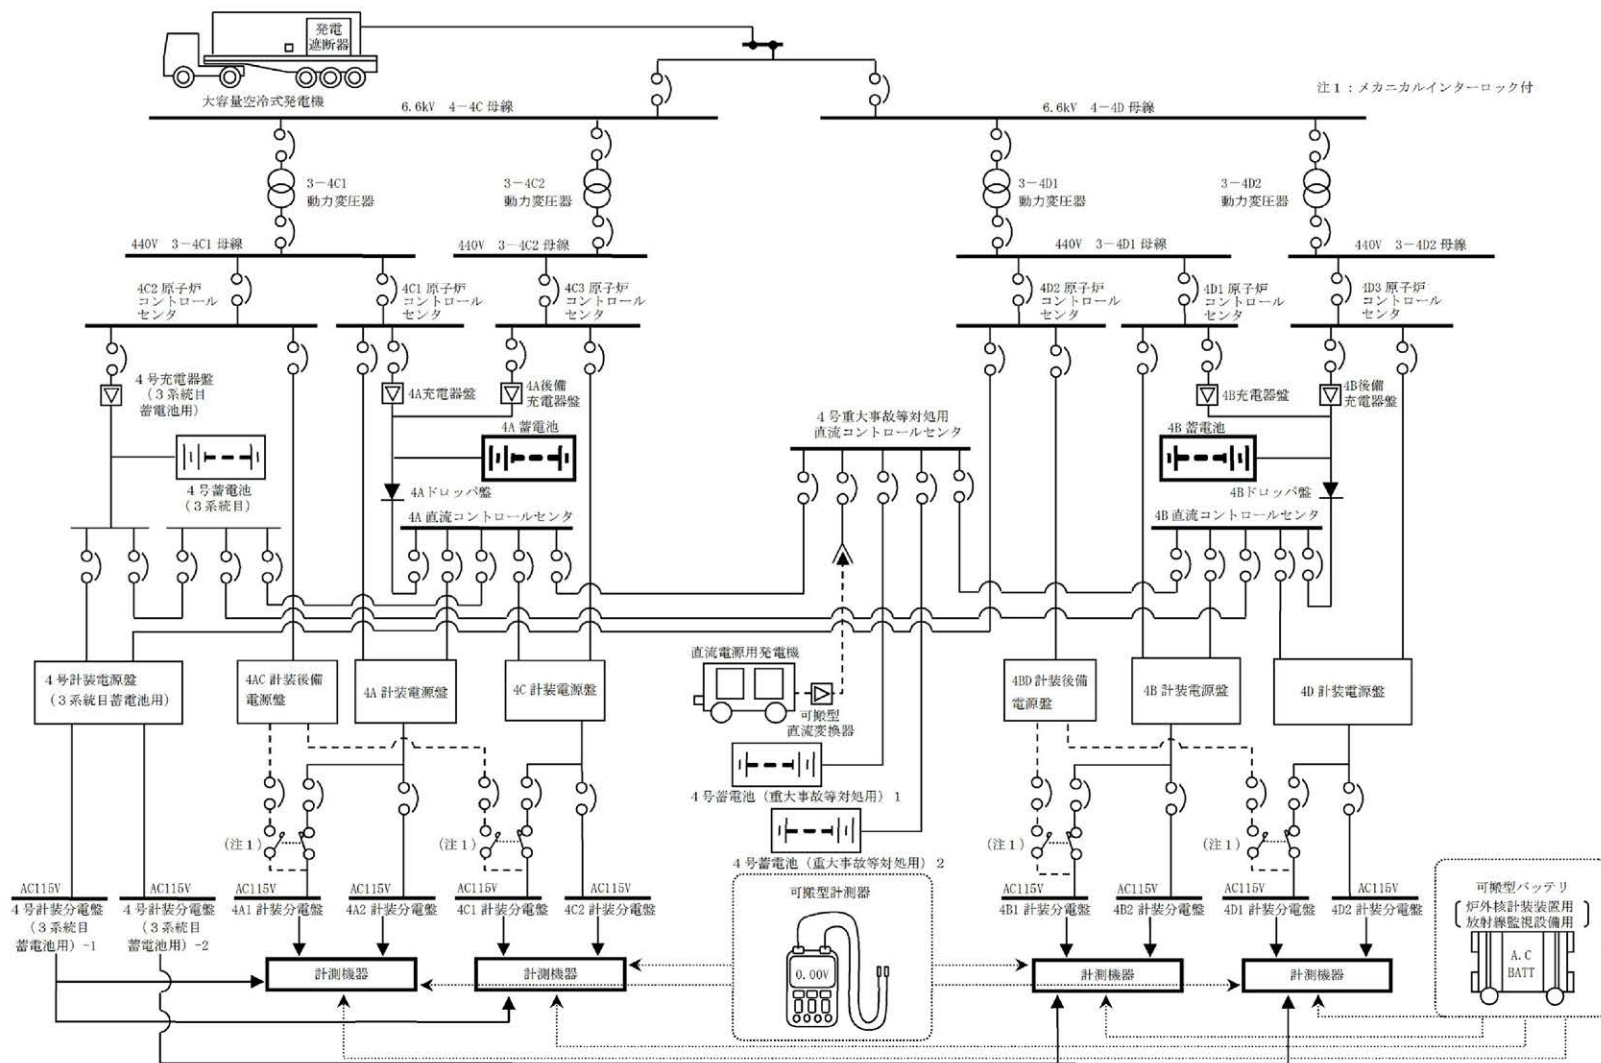 発電
遮断器
大容量空冷式発電機
注1：メカニカルインターロック付
6.6kV 4－4C 母線
6.6kV 4－4D 母線
3－4C1
動力変圧器
3－4C2
動力変圧器
3－4D1
動力変圧器
3－4D2
動力変圧器
440V 3－4C1 母線
440V 3－4C2 母線
440V 3－4D1 母線
440V 3－4D2 母線
4C2 原子炉
コントロール
センタ
4C1 原子炉
コントロール
センタ
4C3 原子炉
コントロール
センタ
4D2 原子炉
コントロール
センタ
4D1 原子炉
コントロール
センタ
4D3 原子炉
コントロール
センタ
4号充電器盤
（3系統目
蓄電池用）
4A充電器盤
4A後備
充電器盤
4B充電器盤
4B後備
充電器盤
4A 蓄電池
4号重大事故等対処用
直流コントロールセンタ
4B 蓄電池
4号蓄電池
（3系統目）
4Aドロッパ盤
4Bドロッパ盤
4A 直流コントロールセンタ
4B 直流コントロールセンタ
4号計装電源盤
（3系統目蓄電池用）
4AC 計装後備
電源盤
4A 計装電源盤
4C 計装電源盤
直流電源用発電機
可搬型
直流変換器
4BD 計装後備
電源盤
4B 計装電源盤
4D 計装電源盤
4号蓄電池（重大事故等対処用）1
4号蓄電池（重大事故等対処用）2
（注1）
（注1）
（注1）
（注1）
AC115V
4号計装分電盤
（3系統目
蓄電池用）-1
AC115V
4号計装分電盤
（3系統目
蓄電池用）-2
AC115V
4A1 計装分電盤
AC115V
4A2 計装分電盤
AC115V
4C1 計装分電盤
AC115V
4C2 計装分電盤
可搬型計測器
0.00V
AC115V
4B1 計装分電盤
AC115V
4B2 計装分電盤
AC115V
4D1 計装分電盤
AC115V
4D2 計装分電盤
可搬型バッテリ
炉外核計装装置用
放射線監視設備用
A.C
BATT
計測機器
計測機器
計測機器
計測機器